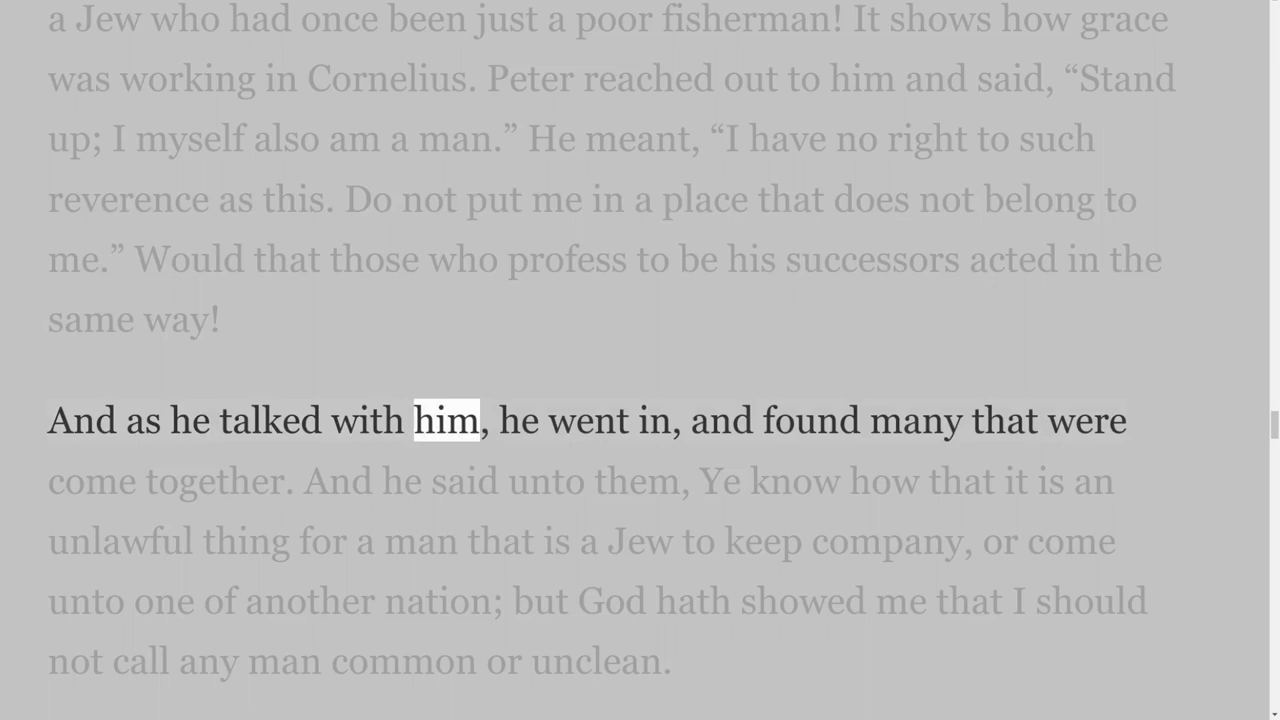 a Jew who had once been just a poor fisherman! It shows how grace
was working in Cornelius. Peter reached out to him and said, “Stand
up; I myself also am a man.” He meant, “I have no right to such
reverence as this. Do not put me in a place that does not belong to
me.” Would that those who profess to be his successors acted in the
same way!
And as he talked with him, he went in, and found many that were
come together. And he said unto them, Ye know how that it is an
unlawful thing for a man that is a Jew to keep company, or come
unto one of another nation; but God hath showed me that I should
not call any man common or unclean.